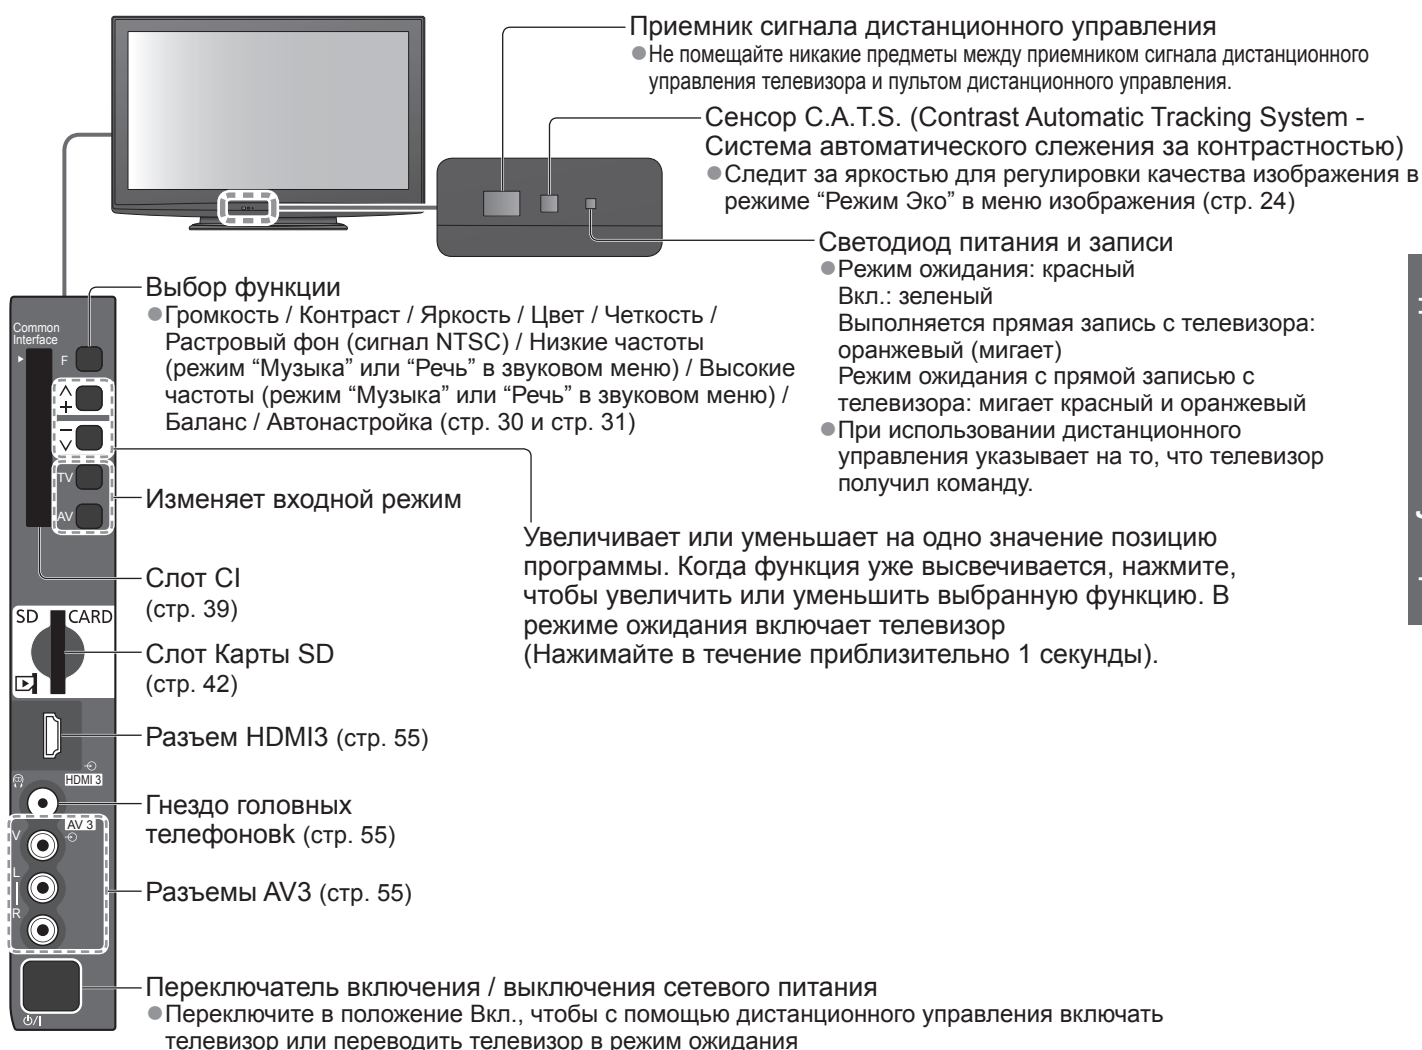 Приемник сигнала дистанционного управления
●Не помещайте никакие предметы между приемником сигнала дистанционного
управления телевизора и пультом дистанционного управления.
Сенсор C.A.T.S. (Contrast Automatic Tracking System -
Система автоматического слежения за контрастностью)
●Следит за яркостью для регулировки качества изображения в
режиме “Режим Эко” в меню изображения (стр. 24)
Светодиод питания и записи
●Режим ожидания: красный
Вкл.: зеленый
Выполняется прямая запись с телевизора:
оранжевый (мигает)
Режим ожидания с прямой записью с
телевизора: мигает красный и оранжевый
●При использовании дистанционного
управления указывает на то, что телевизор
получил команду.
Выбор функции
●Громкость / Контраст / Яркость / Цвет / Четкость /
Растровый фон (сигнал NTSC) / Низкие частоты
(режим “Музыка” или “Речь” в звуковом меню) / Высокие
частоты (режим “Музыка” или “Речь” в звуковом меню) /
Баланс / Автонастройка (стр. 30 и стр. 31)
Изменяет входной режим
Увеличивает или уменьшает на одно значение позицию
программы. Когда функция уже высвечивается, нажмите,
чтобы увеличить или уменьшить выбранную функцию. В
режиме ожидания включает телевизор
(Нажимайте в течение приблизительно 1 секунды).
Слот CI
(стр. 39)
Слот Карты SD
(стр. 42)
Разъем HDMI3 (стр. 55)
Гнездо головных
телефоновk (стр. 55)
Разъемы AV3 (стр. 55)
Переключатель включения / выключения сетевого питания
●Переключите в положение Вкл., чтобы с помощью дистанционного управления включать
телевизор или переводить телевизор в режим ожидания
Common
Interface
F
+
−
TV
AV
SD CARD
HDMI 3
AV 3
V
L
R